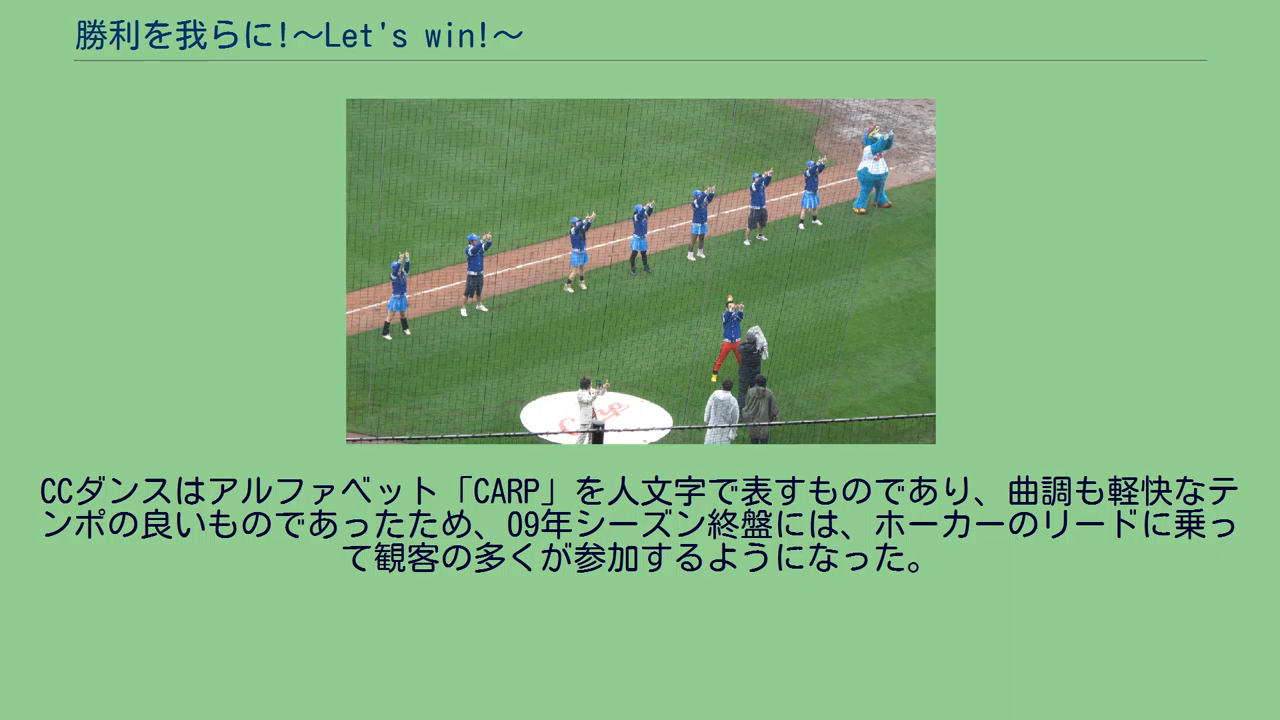 勝利を我らに!～Let's win!～
Carp
CCダンスはアルファベット「CARP」を人文字で表すものであり、曲調も軽快なテ
ンポの良いものであったため、09年シーズン終盤には、ホーカーのリードに乗っ
て観客の多くが参加するようになった。